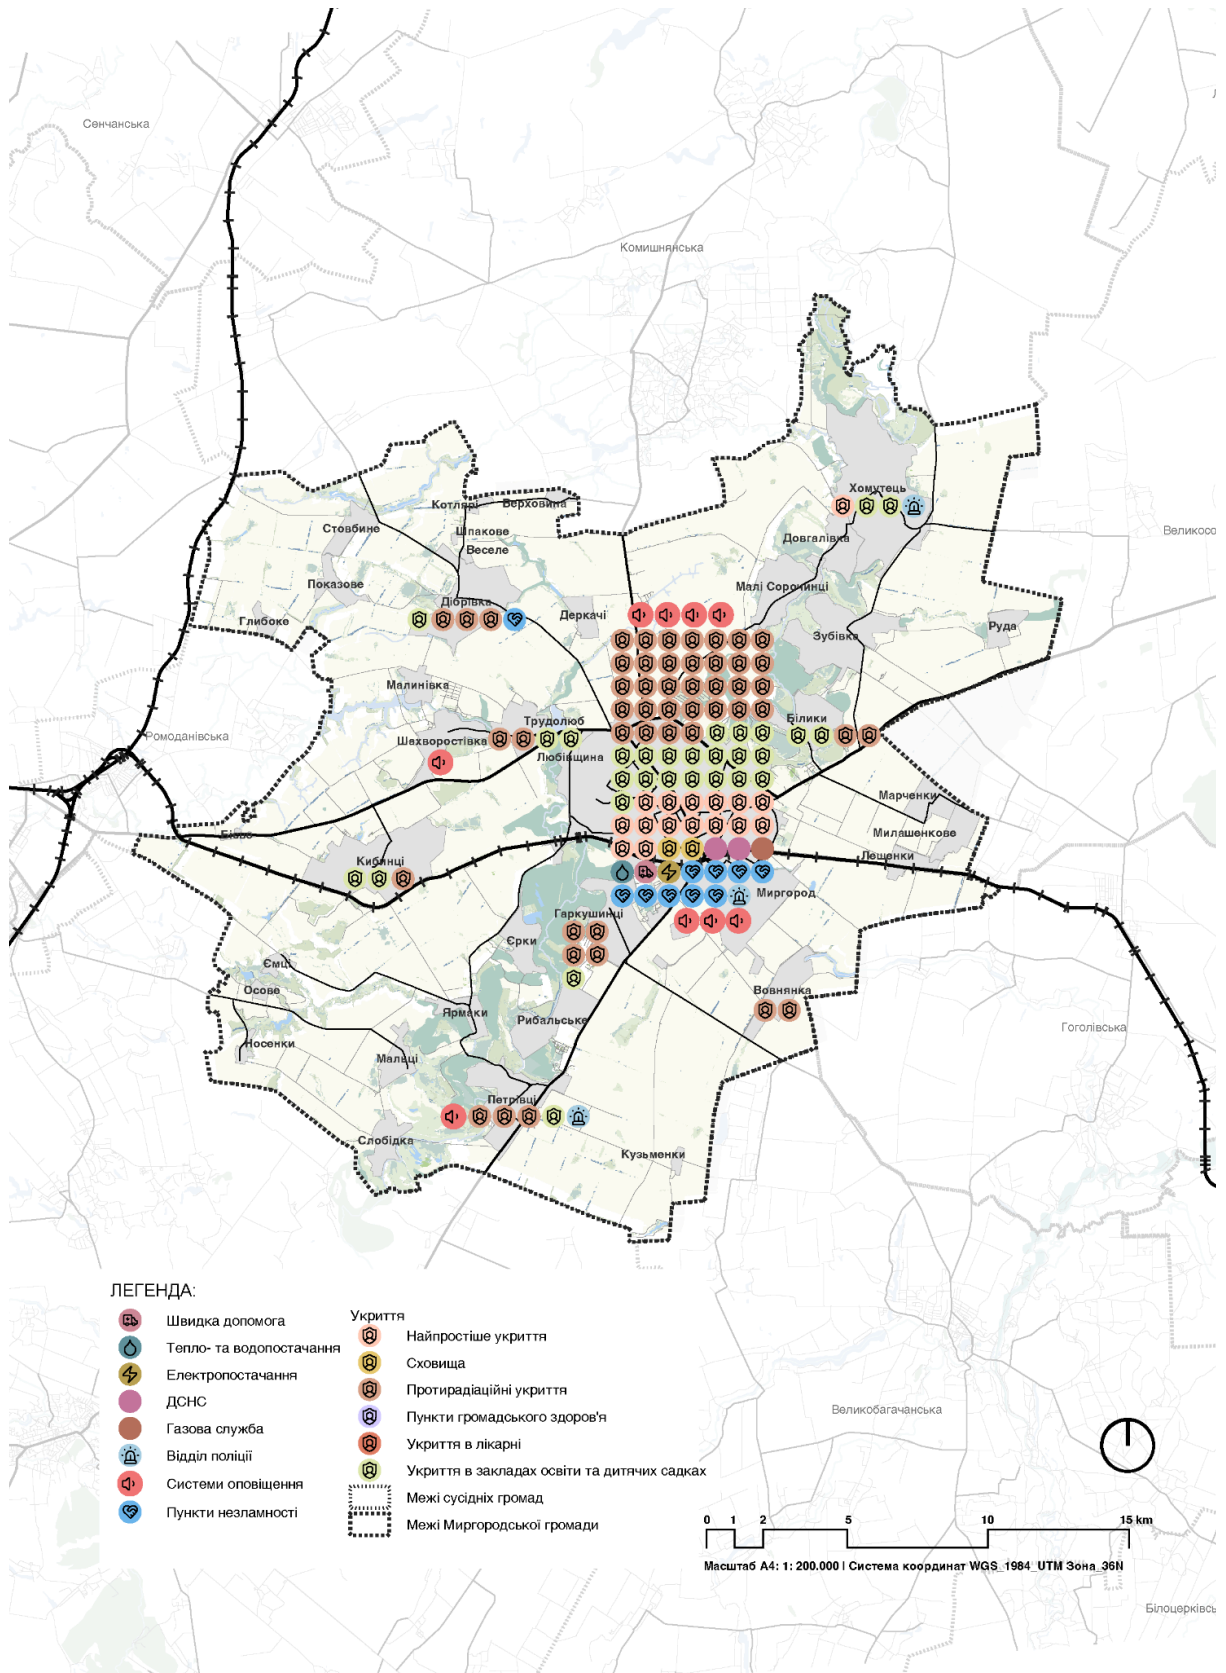 Сенчанська
Комишнянська
Хомутець
Котлярі
Верховина
Стовбине
Шпакове
Великосо
Довгалівка
Веселе
Показове
Малі Сорочинці
Дібрівка
Деркачі
Глибоке
Зубівка
Руда
Малинівка
Трудолюб
Білики
Ромоданівська
Шахворостівка
Любівщина
Марченки
Милашенкове
Кибинці
Лещенки
Миргород
Гаркушинці
Єрки
Ємці
Осове
Вовнянка
Ярмаки
Рибальське
Гоголівська
Носенки
Мальці
Петрівці
Слобідка
Кузьменки
ЛЕГЕНДА:
Швидка допомога
Тепло- та водопостачання
Електропостачання
ДСНС
Газова служба
Відділ поліції
Системи оповіщення
Пункти незламності
Укриття
Найпростіше укриття
Сховища
Протирадіаційні укриття
Пункти громадського здоров'я
Укриття в лікарні
Укриття в закладах освіти та дитячих садках
Межі сусідніх громад
Межі Миргородської громади
Великобагачанська
0 1 2 5 10 15 km
Масштаб А4: 1: 200.000 | Система координат WGS_1984_UTM Зона_36N
Білоцерківсь